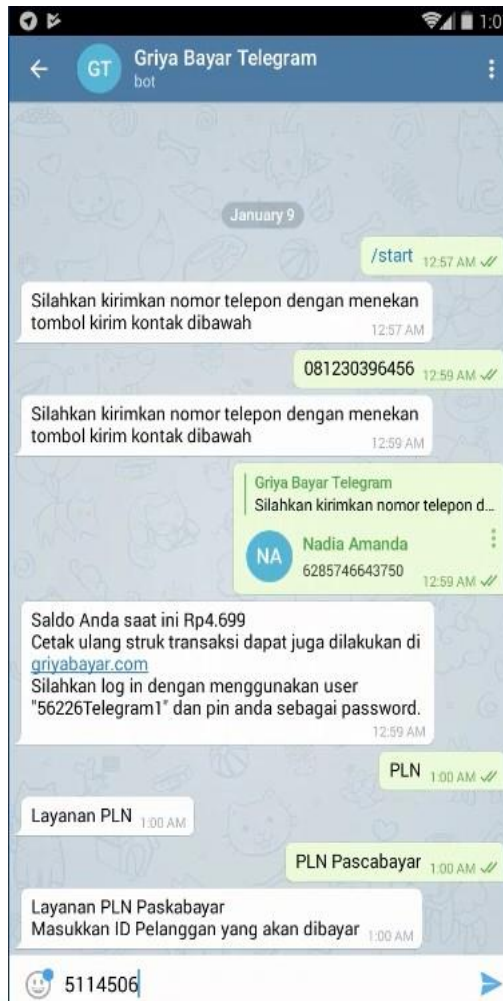 1:0
GT
Griya Bayar Telegram
bot
January 9
/start 12:57 AM
Silahkan kirimkan nomor telepon dengan menekan
tombol kirim kontak dibawah
12:57 AM
081230396456 12:59 AM
Silahkan kirimkan nomor telepon dengan menekan
tombol kirim kontak dibawah
12:59 AM
Griya Bayar Telegram
Silahkan kirimkan nomor telepon d...
NA
Nadia Amanda
6285746643750
12:59 AM
Saldo Anda saat ini Rp4.699
Cetak ulang struk transaksi dapat juga dilakukan di
griyabayar.com
Silahkan log in dengan menggunakan user
"56226Telegram1" dan pin anda sebagai password.
12:59 AM
PLN 1:00 AM
Layanan PLN 1:00 AM
PLN Pascabayar 1:00 AM
Layanan PLN Paskabayar
Masukkan ID Pelanggan yang akan dibayar 1:00 AM
5114506